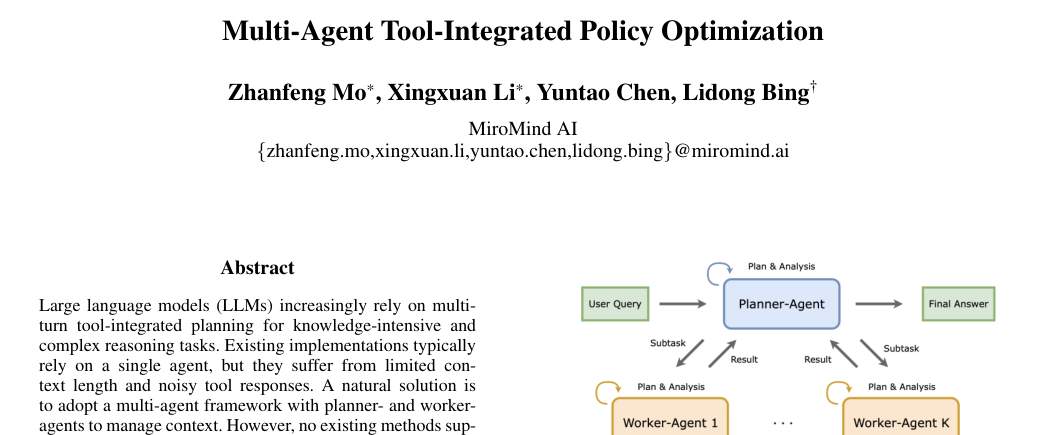 Multi-Agent Tool-Integrated Policy Optimization
Zhanfeng Mo*, Xingxuan Li*, Yuntao Chen, Lidong Bing†
MiroMind AI
{zhanfeng.mo,xingxuan.li,yuntao.chen,lidong.bing}@miromind.ai
Abstract
Large language models (LLMs) increasingly rely on multi-
turn tool-integrated planning for knowledge-intensive and
complex reasoning tasks. Existing implementations typically
rely on a single agent, but they suffer from limited con-
text length and noisy tool responses. A natural solution is
to adopt a multi-agent framework with planner- and worker-
agents to manage context. However, no existing methods sup-
Plan & Analysis
User Query
Planner-Agent
Final Answer
Subtask
Result
Result
Subtask
Plan & Analysis
Plan & Analysis
Worker-Agent 1
...
Worker-Agent K